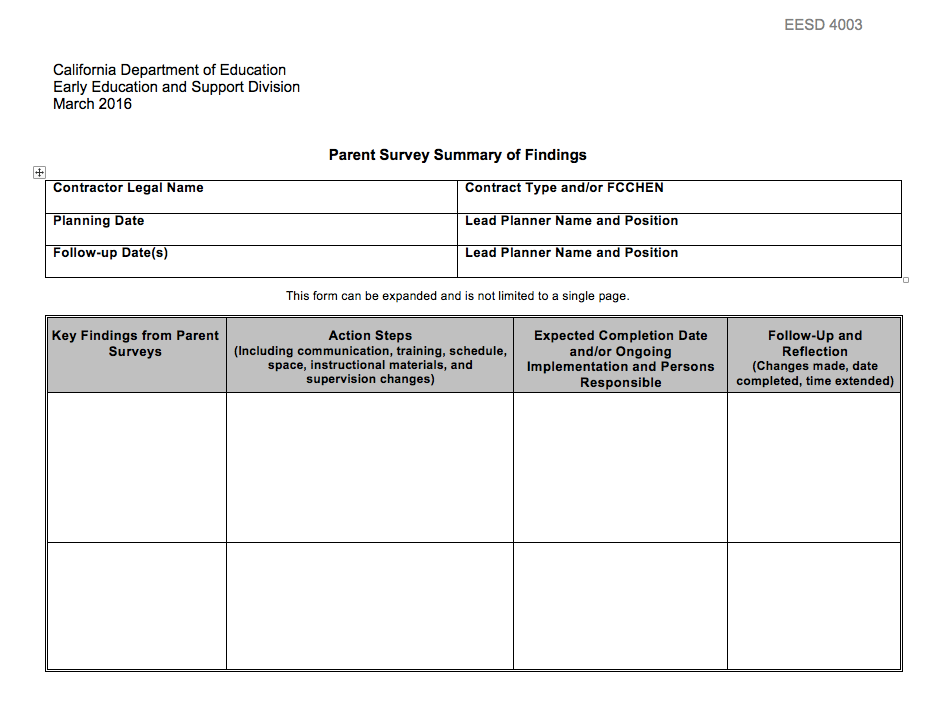 EESD 4003
California Department of Education
Early Education and Support Division
March 2016
Parent Survey Summary of Findings
Contractor Legal Name
Contract Type and/or FCCHEN
Planning Date
Lead Planner Name and Position
Follow-up Date(s)
Lead Planner Name and Position
This form can be expanded and is not limited to a single page.
Key Findings from Parent
Surveys
Action Steps
(Including communication, training, schedule,
space, instructional materials, and
supervision changes)
Expected Completion Date
and/or Ongoing
Implementation and Persons
Responsible
Follow-Up and
Reflection
(Changes made, date
completed, time extended)